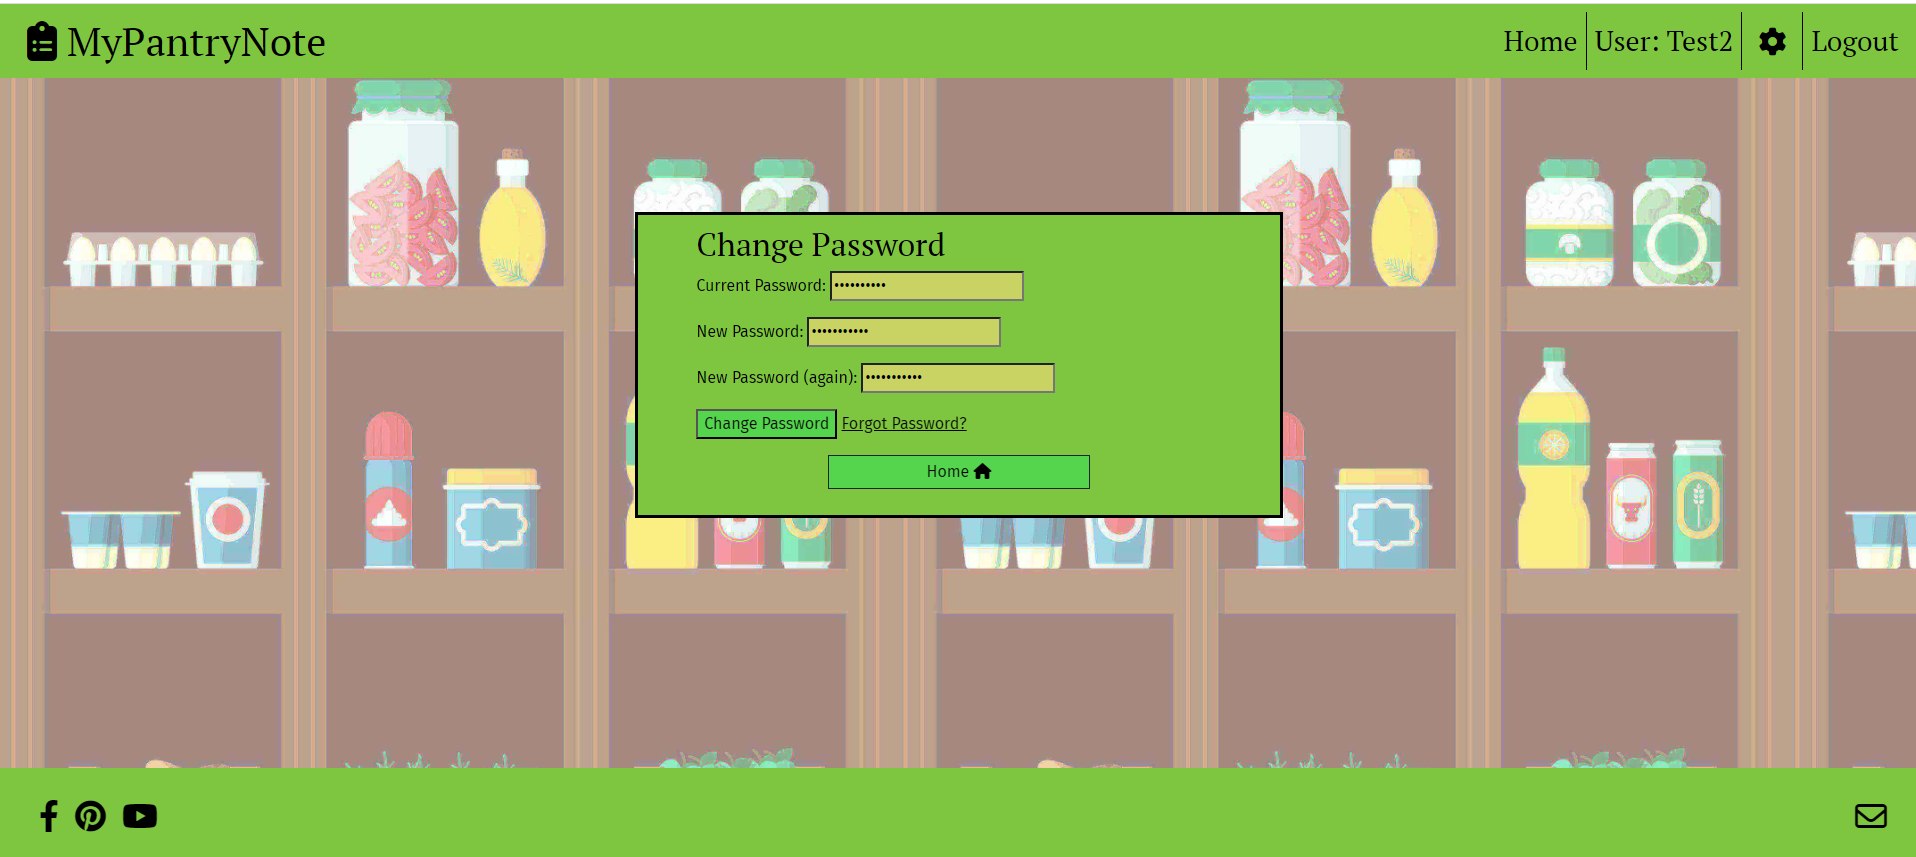 MyPantryNote
Home
User: Test2
Logout
Change Password
Current Password: ••••••••••
New Password: •••••••••••
New Password (again): •••••••••••
Change Password Forgot Password?
Home